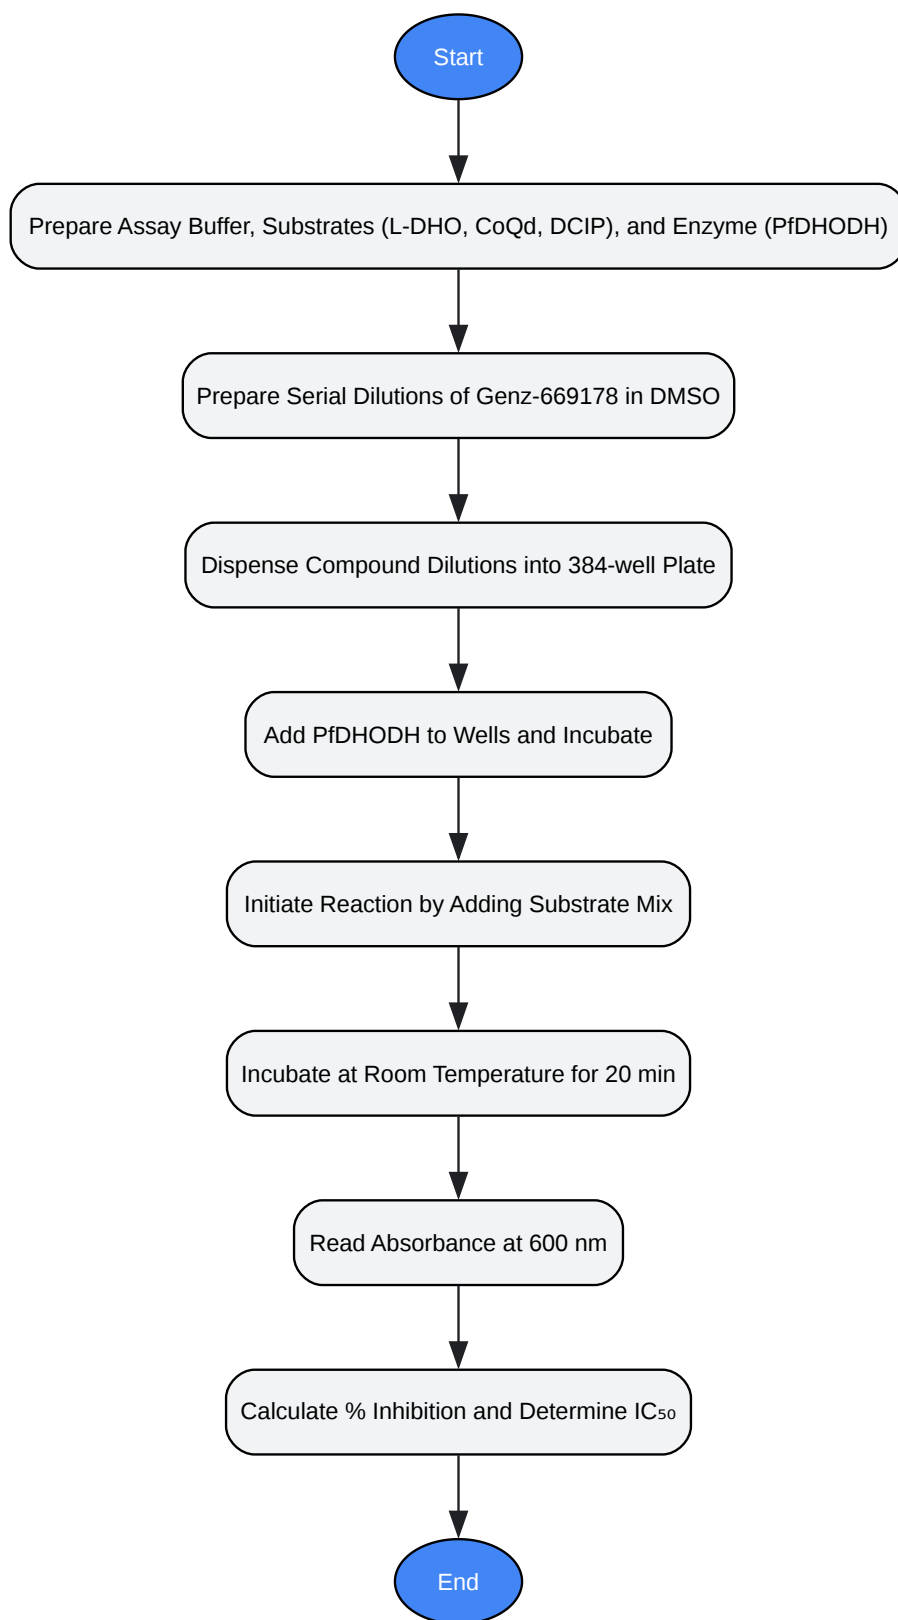 Start
Prepare Assay Buffer, Substrates (L-DHO, CoQd, DCIP), and Enzyme (PfDHODH)
Prepare Serial Dilutions of Genz-669178 in DMSO
Dispense Compound Dilutions into 384-well Plate
Add PfDHODH to Wells and Incubate
Initiate Reaction by Adding Substrate Mix
Incubate at Room Temperature for 20 min
Read Absorbance at 600 nm
Calculate % Inhibition and Determine IC₅₀
End